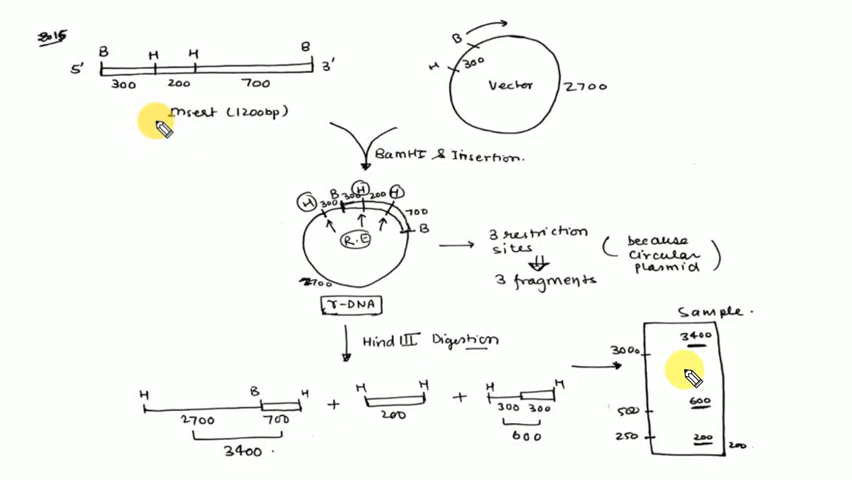 2015
B H H B
5' 3'
300 200 700
Insert (1200bp)
B
H 300
Vector 2700
BamHI & Insertion.
H 300 B 300 H 200 H
700
B
R.E
2700
r-DNA
3 restriction sites
3 fragments
(because circular plasmid)
Hind III Digestion
H B H
2700 700
3400.
+
H H
200
+
H H
300 300
600
Sample.
3000 3400
500 600
250 200 200